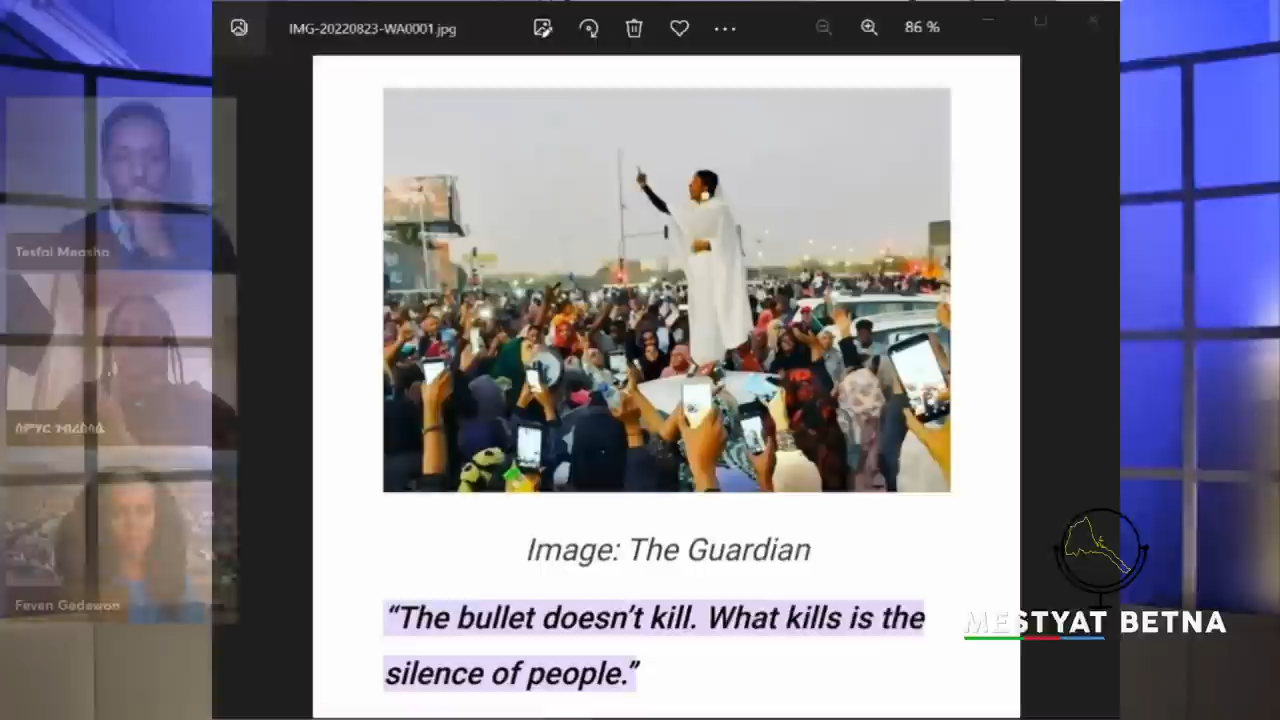 IMG-20220823-WA0001.jpg
86 %
Tesfai Measho
Feven Gedewon
Image: The Guardian
“The bullet doesn’t kill. What kills is the
silence of people.”
MESTYAT BETNA